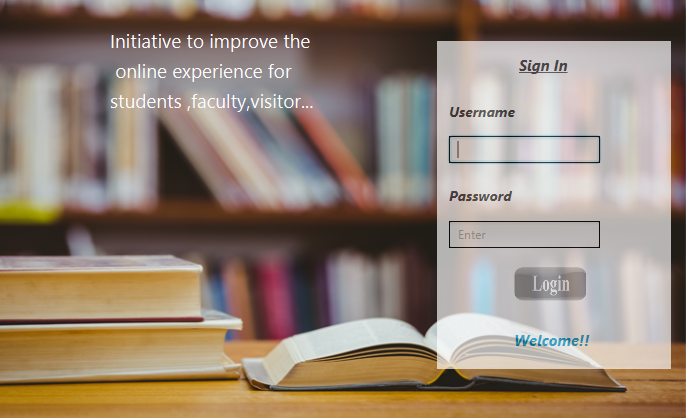 Initiative to improve the
online experience for
students ,faculty,visitor...
Sign In
Username
Password
Enter
Login
Welcome!!